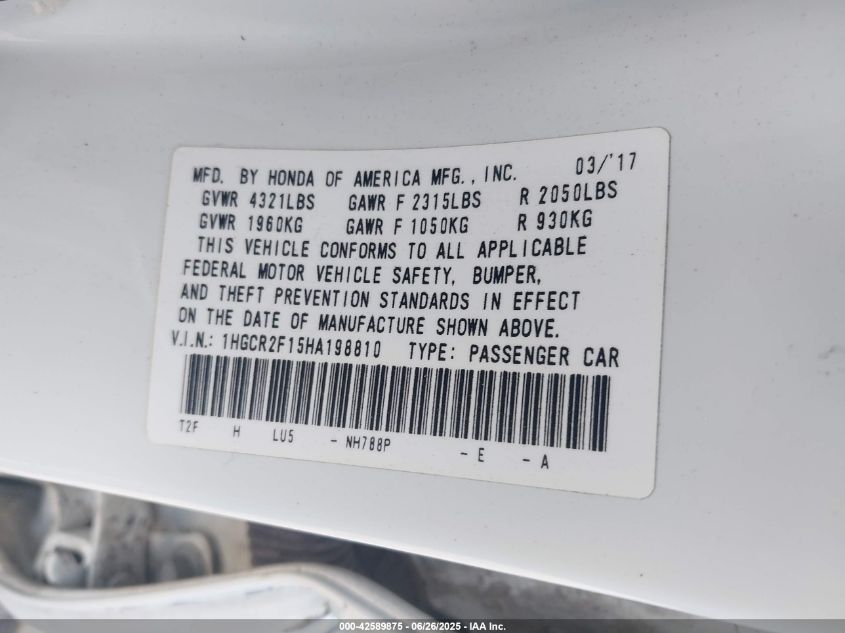 MFD. BY HONDA OF AMERICA MFG., INC. 03/'17
GVWR 4321LBS GAWR F 2315LBS R 2050LBS
GVWR 1960KG GAWR F 1050KG R 930KG
THIS VEHICLE CONFORMS TO ALL APPLICABLE
FEDERAL MOTOR VEHICLE SAFETY, BUMPER,
AND THEFT PREVENTION STANDARDS IN EFFECT
ON THE DATE OF MANUFACTURE SHOWN ABOVE.
V.I.N.: 1HGCR2F15HA198810 TYPE: PASSENGER CAR
T2F H LU5 - NH788P - E - A
000-42589875 - 06/26/2025 - IAA Inc.